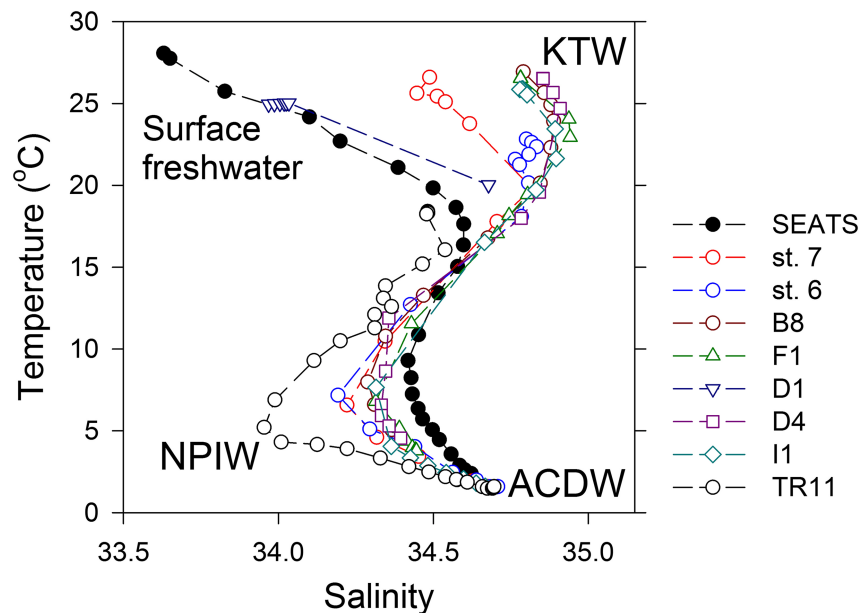 30
25
20
15
10
5
0
Temperature (°C)
33.5
34.0
34.5
35.0
Salinity
KTW
Surface
freshwater
NPIW
ACDW
SEATS
st. 7
st. 6
B8
F1
D1
D4
I1
TR11